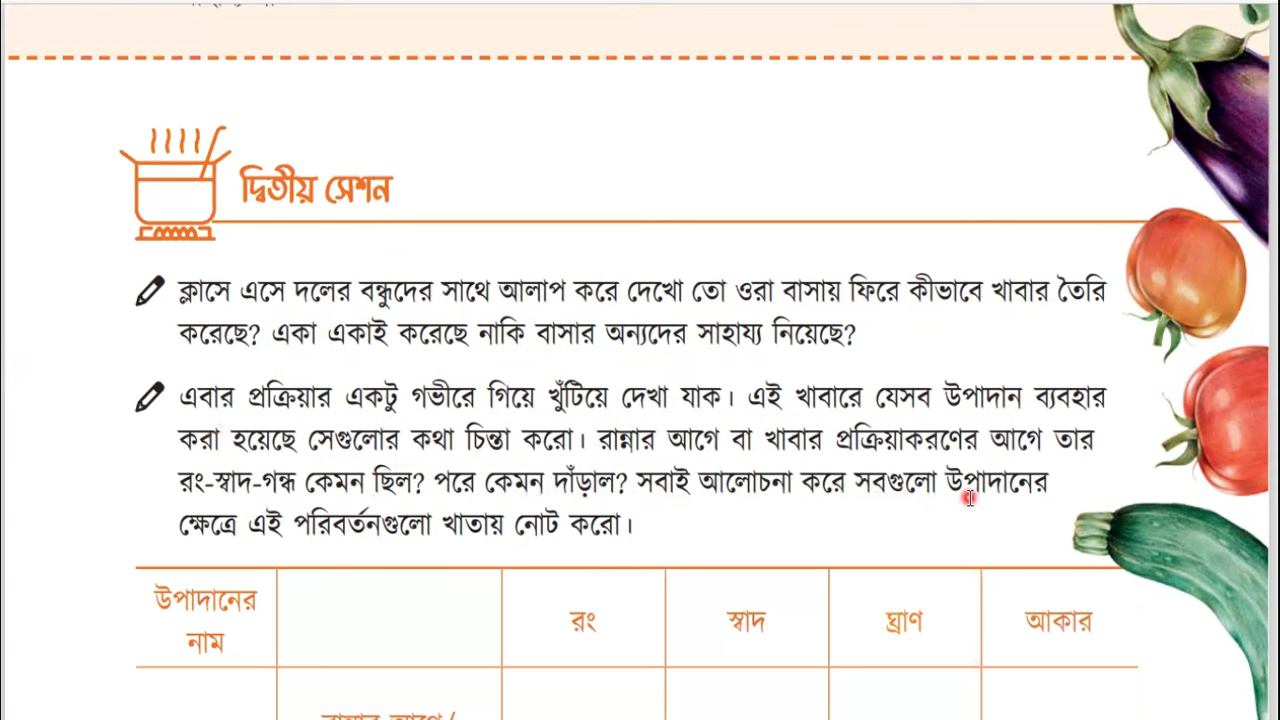 দ্বিতীয় সেশন
ক্লাসে এসে দলের বন্ধুদের সাথে আলাপ করে দেখো তো ওরা বাসায় ফিরে কীভাবে খাবার তৈরি
করেছে? একা একাই করেছে নাকি বাসার অন্যদের সাহায্য নিয়েছে?
এবার প্রক্রিয়ার একটু গভীরে গিয়ে খুঁটিয়ে দেখা যাক। এই খাবারে যেসব উপাদান ব্যবহার
করা হয়েছে সেগুলোর কথা চিন্তা করো। রান্নার আগে বা খাবার প্রক্রিয়াকরণের আগে তার
রং-স্বাদ-গন্ধ কেমন ছিল? পরে কেমন দাঁড়াল? সবাই আলোচনা করে সবগুলো উপাদানের
ক্ষেত্রে এই পরিবর্তনগুলো খাতায় নোট করো।
উপাদানের
নাম
রং
স্বাদ
ঘ্রাণ
আকার